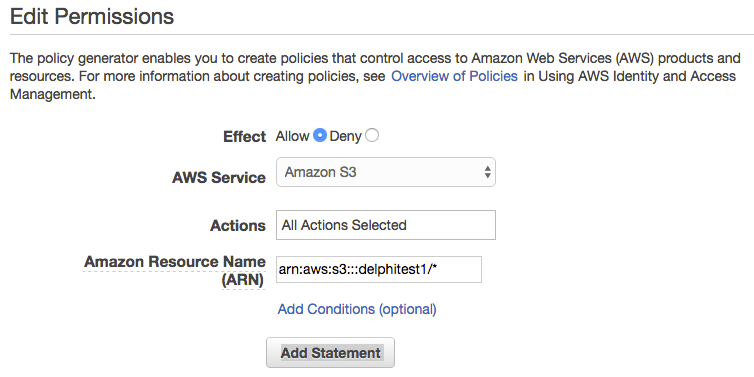 Edit Permissions
The policy generator enables you to create policies that control access to Amazon Web Services (AWS) products and
resources. For more information about creating policies, see Overview of Policies in Using AWS Identity and Access
Management.
Effect Allow Deny
AWS Service Amazon S3
Actions All Actions Selected
Amazon Resource Name
(ARN) arn:aws:s3:::delphitest1/*
Add Conditions (optional)
Add Statement